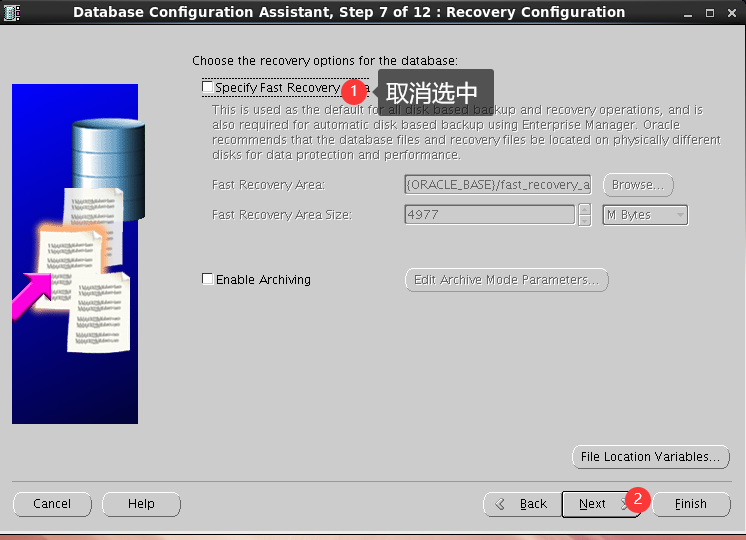 Database Configuration Assistant, Step 7 of 12 : Recovery Configuration
Choose the recovery options for the database:
Specify Fast Recovery
1
取消选中
This is used as the default for all disk based backup and recovery operations, and is
also required for automatic disk based backup using Enterprise Manager. Oracle
recommends that the database files and recovery files be located on physically different
disks for data protection and performance.
Fast Recovery Area:
{ORACLE_BASE}/fast_recovery_a
Browse...
Fast Recovery Area Size:
4977
M Bytes
Enable Archiving
Edit Archive Mode Parameters...
File Location Variables...
Cancel
Help
Back
Next
2
Finish